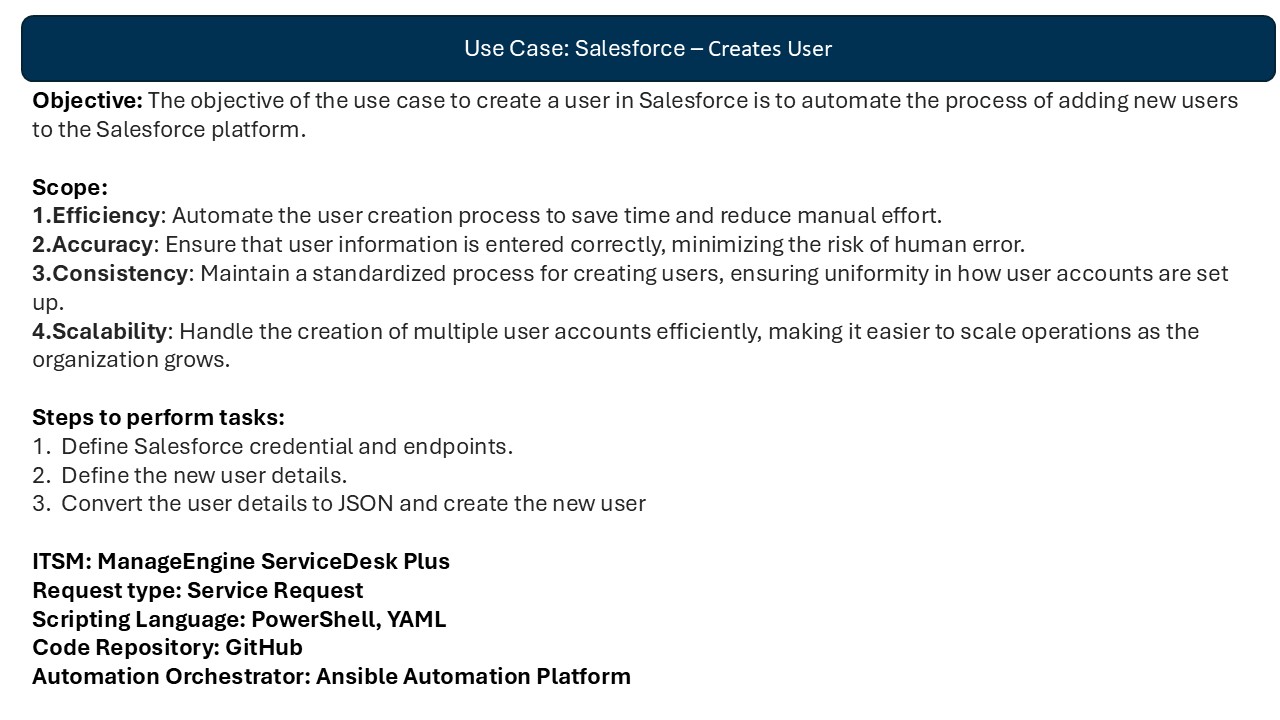 Use Case: Salesforce – Creates User
Objective: The objective of the use case to create a user in Salesforce is to automate the process of adding new users
to the Salesforce platform.
Scope:
1.Efficiency: Automate the user creation process to save time and reduce manual effort.
2.Accuracy: Ensure that user information is entered correctly, minimizing the risk of human error.
3.Consistency: Maintain a standardized process for creating users, ensuring uniformity in how user accounts are set
up.
4.Scalability: Handle the creation of multiple user accounts efficiently, making it easier to scale operations as the
organization grows.
Steps to perform tasks:
1. Define Salesforce credential and endpoints.
2. Define the new user details.
3. Convert the user details to JSON and create the new user
ITSM: ManageEngine ServiceDesk Plus
Request type: Service Request
Scripting Language: PowerShell, YAML
Code Repository: GitHub
Automation Orchestrator: Ansible Automation Platform